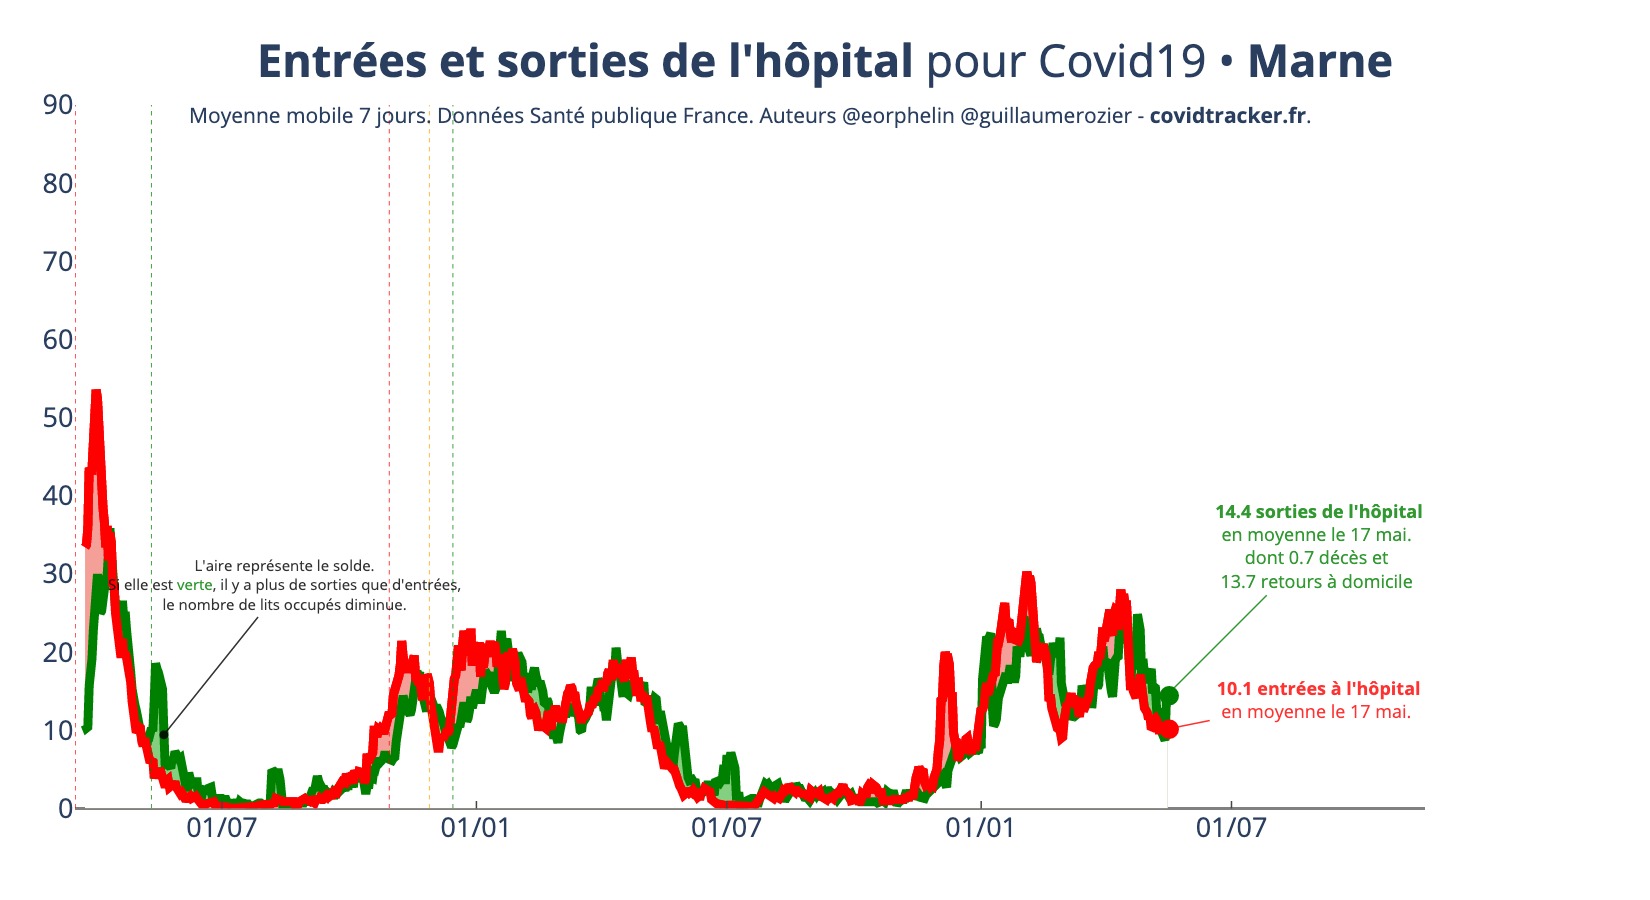 Entrées et sorties de l'hôpital pour Covid19 • Marne
Moyenne mobile 7 jours. Données Santé publique France. Auteurs @eorphelin @guillaumerozier - covidtracker.fr.
90
80
70
60
50
40
30
20
10
0
L'aire représente le solde.
Si elle est verte, il y a plus de sorties que d'entrées,
le nombre de lits occupés diminue.
14.4 sorties de l'hôpital
en moyenne le 17 mai.
dont 0.7 décès et
13.7 retours à domicile
10.1 entrées à l'hôpital
en moyenne le 17 mai.
01/07 01/01 01/07 01/01 01/07